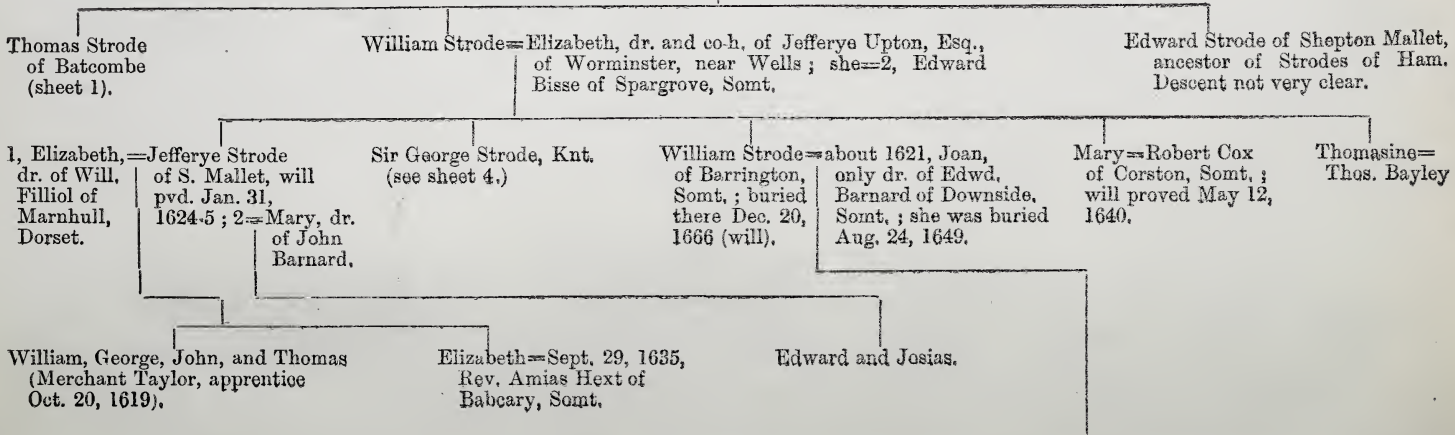 Thomas Strode
of Batcombe
(sheet 1).
William Strode=Elizabeth, dr. and co-h. of Jefferye Upton, Esq.,
of Worminster, near Wells ; she=2, Edward
Bisse of Spargrove, Somt.
Edward Strode of Shepton Mallet,
ancestor of Strodes of Ham.
Descent not very clear.
1, Elizabeth,
dr. of Will.
Filliol of
Marnhull,
Dorset.
=Jefferye Strode
of S. Mallet, will
pvd. Jan. 31,
1624-5 ; 2=Mary, dr.
of John
Barnard.
Sir George Strode, Knt.
(see sheet 4.)
William Strode
of Barrington,
Somt. ; buried
there Dec. 20,
1666 (will).
=about 1621, Joan,
only dr. of Edwd.
Barnard of Downside,
Somt. ; she was buried
Aug. 24, 1649.
Mary=Robert Cox
of Corston, Somt. ;
will proved May 12,
1640.
Thomasine=
Thos. Bayley
William, George, John, and Thomas
(Merchant Taylor, apprentice
Oct. 20, 1619).
Elizabeth=Sept. 29, 1635,
Rev. Amias Hext of
Babcary, Somt.
Edward and Josias.